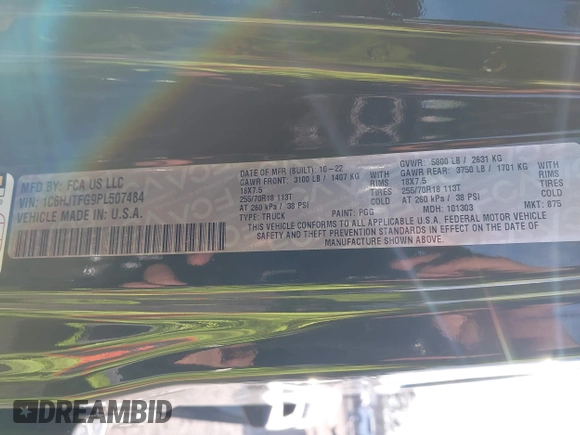 MFD BY: FCA US LLC
VIN: 1C6HJTFG9PL507484
VEHICLE MADE IN: U.S.A.
DATE OF MFR (BUILT): 10-22
GAWR FRONT: 3100 LB / 1407 KG
RIMS
18X7.5
TIRES
255/70R18 113T
COLD
AT 260 kPa / 38 PSI
TYPE: TRUCK
PAINT: PDG
GVWR: 5800 LB / 2631 KG
GAWR REAR: 3750 LB / 1701 KG
RIMS
18X7.5
TIRES
255/70R18 113T
COLD
AT 260 kPa / 38 PSI
MDH: 101303
MKT: 875
THIS VEHICLE CONFORMS TO ALL APPLICABLE U.S.A. FEDERAL MOTOR VEHICLE
SAFETY AND THEFT PREVENTION STANDARDS IN EFFECT ON THE DATE OF
MANUFACTURE SHOWN ABOVE.
DREAMBID